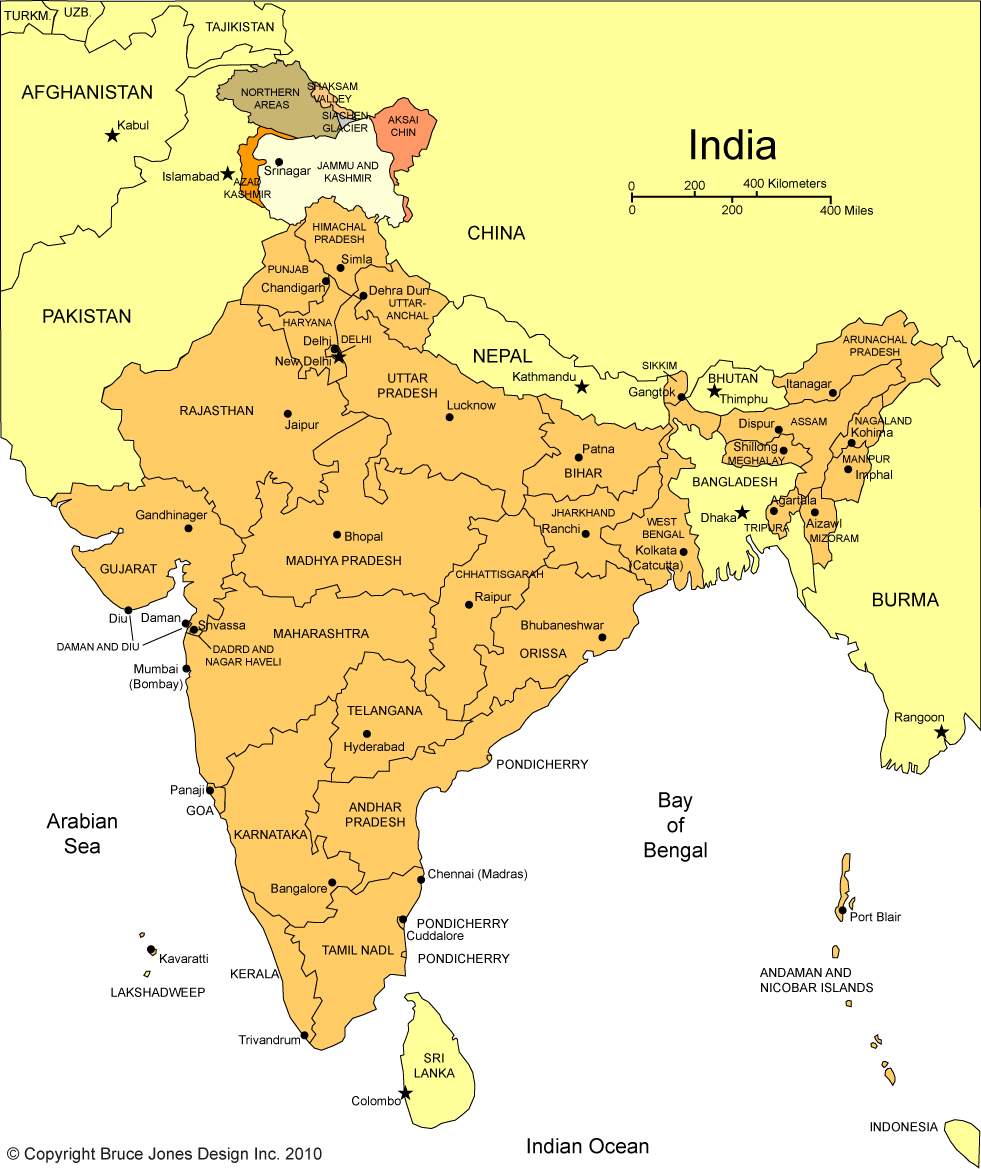 TURKM.
UZB.
TAJIKISTAN
AFGHANISTAN
Kabul
NORTHERN
AREAS
SHAKSAM
VALLEY
SIACHEN
GLACIER
AKSAI
CHIN
India
0 200 400 Kilometers
0 200 400 Miles
Islamabad
AZAD
KASHMIR
Srinagar
JAMMU AND
KASHMIR
CHINA
HIMACHAL
PRADESH
Simla
PUNJAB
Chandigarh
Dehra Dun
UTTAR-
ANCHAL
PAKISTAN
HARYANA
Delhi
DELHI
New Delhi
NEPAL
Kathmandu
SIKKIM
Gangtok
BHUTAN
Thimphu
ARUNACHAL
PRADESH
Itanagar
RAJASTHAN
Jaipur
UTTAR
PRADESH
Lucknow
Patna
BIHAR
Dispur
ASSAM
NAGALAND
Kohima
Shillong
MEGHALAY
MANIPUR
Imphal
BANGLADESH
Dhaka
Agartala
TRIPURA
Aizawl
MIZORAM
Gandhinager
GUJARAT
Bhopal
MADHYA PRADESH
JHARKHAND
Ranchi
WEST
BENGAL
Kolkata
(Catcutta)
CHHATTISGARAH
Raipur
BURMA
Diu
Daman
Shvassa
DAMAN AND DIU
DADRD AND
NAGAR HAVELI
MAHARASHTRA
Bhubaneshwar
ORISSA
Mumbai
(Bombay)
TELANGANA
Hyderabad
Rangoon
PONDICHERRY
Panaji
GOA
Arabian
Sea
KARNATAKA
ANDHAR
PRADESH
Bay
of
Bengal
Bangalore
Chennai (Madras)
PONDICHERRY
Cuddalore
PONDICHERRY
TAMIL NADL
Port Blair
Kavaratti
LAKSHADWEEP
KERALA
ANDAMAN AND
NICOBAR ISLANDS
Trivandrum
SRI
LANKA
Colombo
INDONESIA
Indian Ocean
© Copyright Bruce Jones Design Inc. 2010